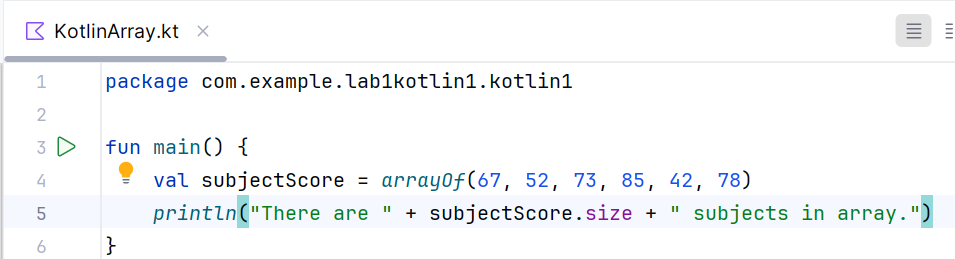 KotlinArray.kt
1 package com.example.lab1kotlin1.kotlin1
2
3 fun main() {
4 val subjectScore = arrayOf(67, 52, 73, 85, 42, 78)
5 println("There are " + subjectScore.size + " subjects in array.")
6 }